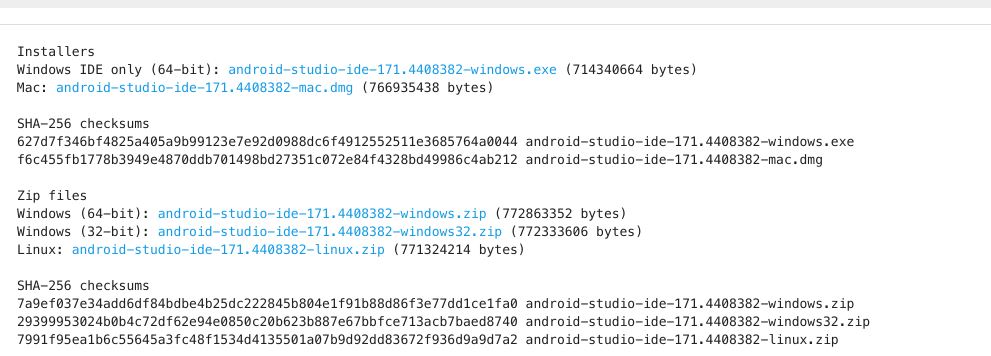 Installers
Windows IDE only (64-bit): android-studio-ide-171.4408382-windows.exe (714340664 bytes)
Mac: android-studio-ide-171.4408382-mac.dmg (766935438 bytes)
SHA-256 checksums
627d7f346bf4825a405a9b99123e7e92d0988dc6f4912552511e3685764a0044 android-studio-ide-171.4408382-windows.exe
f6c455fb1778b3949e4870ddb701498bd27351c072e84f4328bd49986c4ab212 android-studio-ide-171.4408382-mac.dmg
Zip files
Windows (64-bit): android-studio-ide-171.4408382-windows.zip (772863352 bytes)
Windows (32-bit): android-studio-ide-171.4408382-windows32.zip (772333606 bytes)
Linux: android-studio-ide-171.4408382-linux.zip (771324214 bytes)
SHA-256 checksums
7a9ef037e34add6df84bdbe4b25dc222845b804e1f91b88d86f3e77dd1ce1fa0 android-studio-ide-171.4408382-windows.zip
29399953024b0b4c72df62e94e0850c20b623b887e67bbfce713acb7baed8740 android-studio-ide-171.4408382-windows32.zip
7991f95ea1b6c55645a3fc48f1534d4135501a07b9d92dd83672f936d9a9d7a2 android-studio-ide-171.4408382-linux.zip